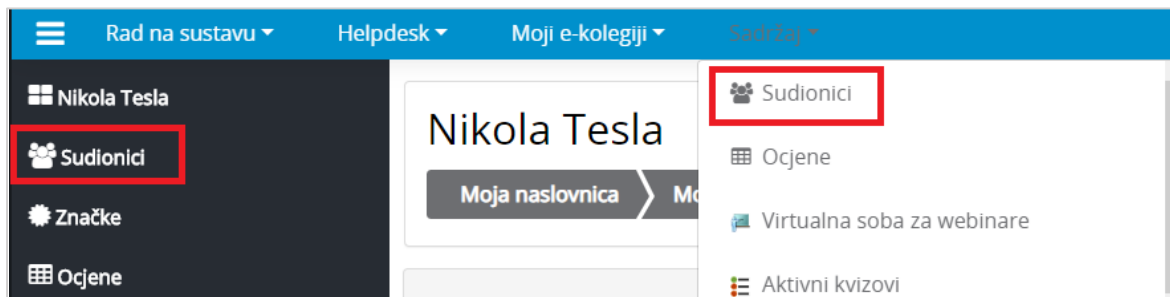 Rad na sustavu Helpdesk Moji e-kolegiji Sadržaj
Nikola Tesla
Sudionici
Značke
Ocjene
Nikola Tesla
Moja naslovnica
Sudionici
Ocjene
Virtualna soba za webinare
Aktivni kvizovi